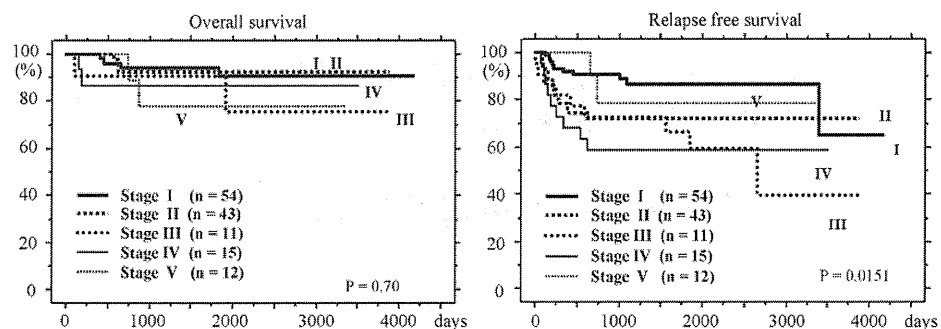 Overall survival
100
(%)
80
60
40
20
0
I II
IV
V
III
Stage I (n = 54)
Stage II (n = 43)
Stage III (n = 11)
Stage IV (n = 15)
Stage V (n = 12)
P = 0.70
0 1000 2000 3000 4000 days
Relapse free survival
100
(%)
80
60
40
20
0
V
II
I
IV
III
Stage I (n = 54)
Stage II (n = 43)
Stage III (n = 11)
Stage IV (n = 15)
Stage V (n = 12)
P = 0.0151
0 1000 2000 3000 4000 days